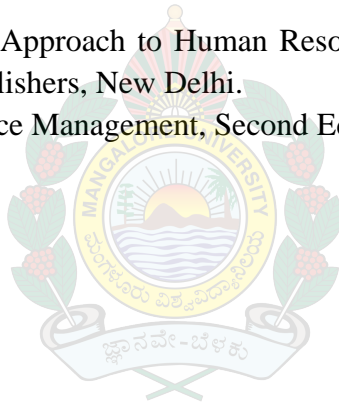 Approach to Human Reso
lishers, New Delhi.
ce Management, Second Ed
MANGALORE UNIVERSITY
ಮಂಗಳೂರು ವಿಶ್ವವಿದ್ಯಾನಿಲಯ
ಜ್ಞಾನವೇ-ಬೆಳಕು